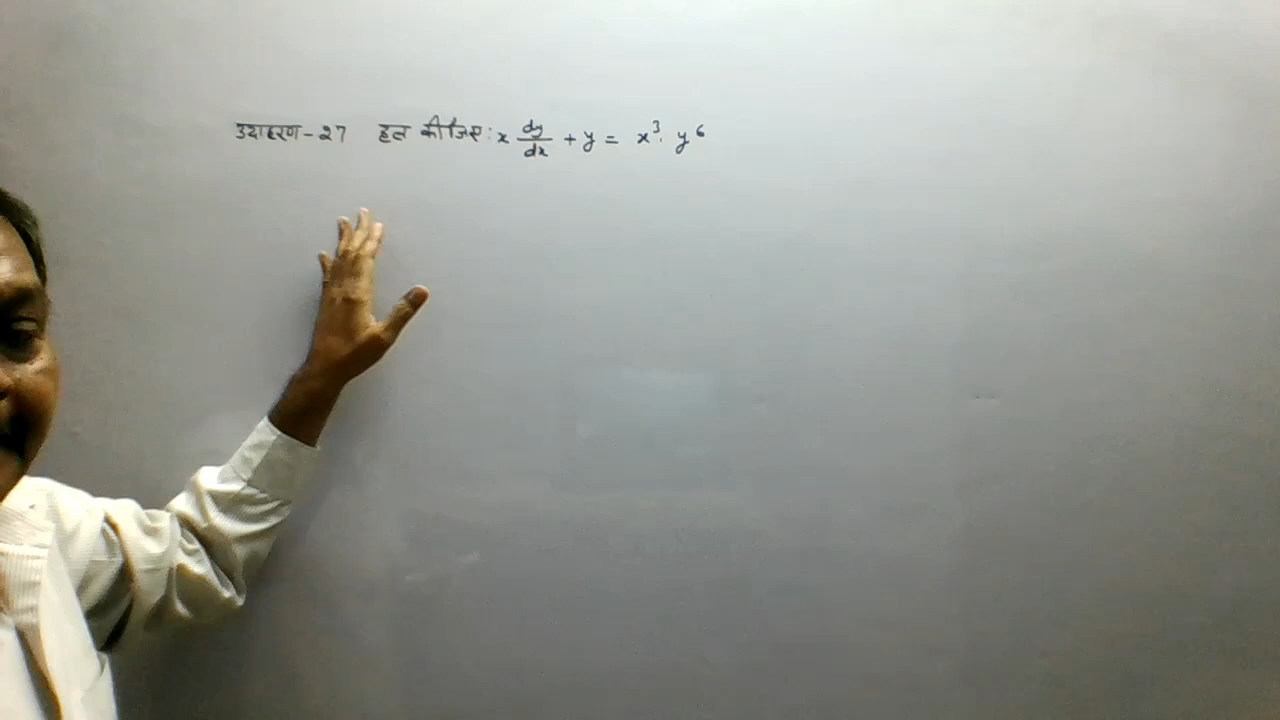 उदाहरण-27 हल कीजिए: x dy/dx + y = x³. y⁶